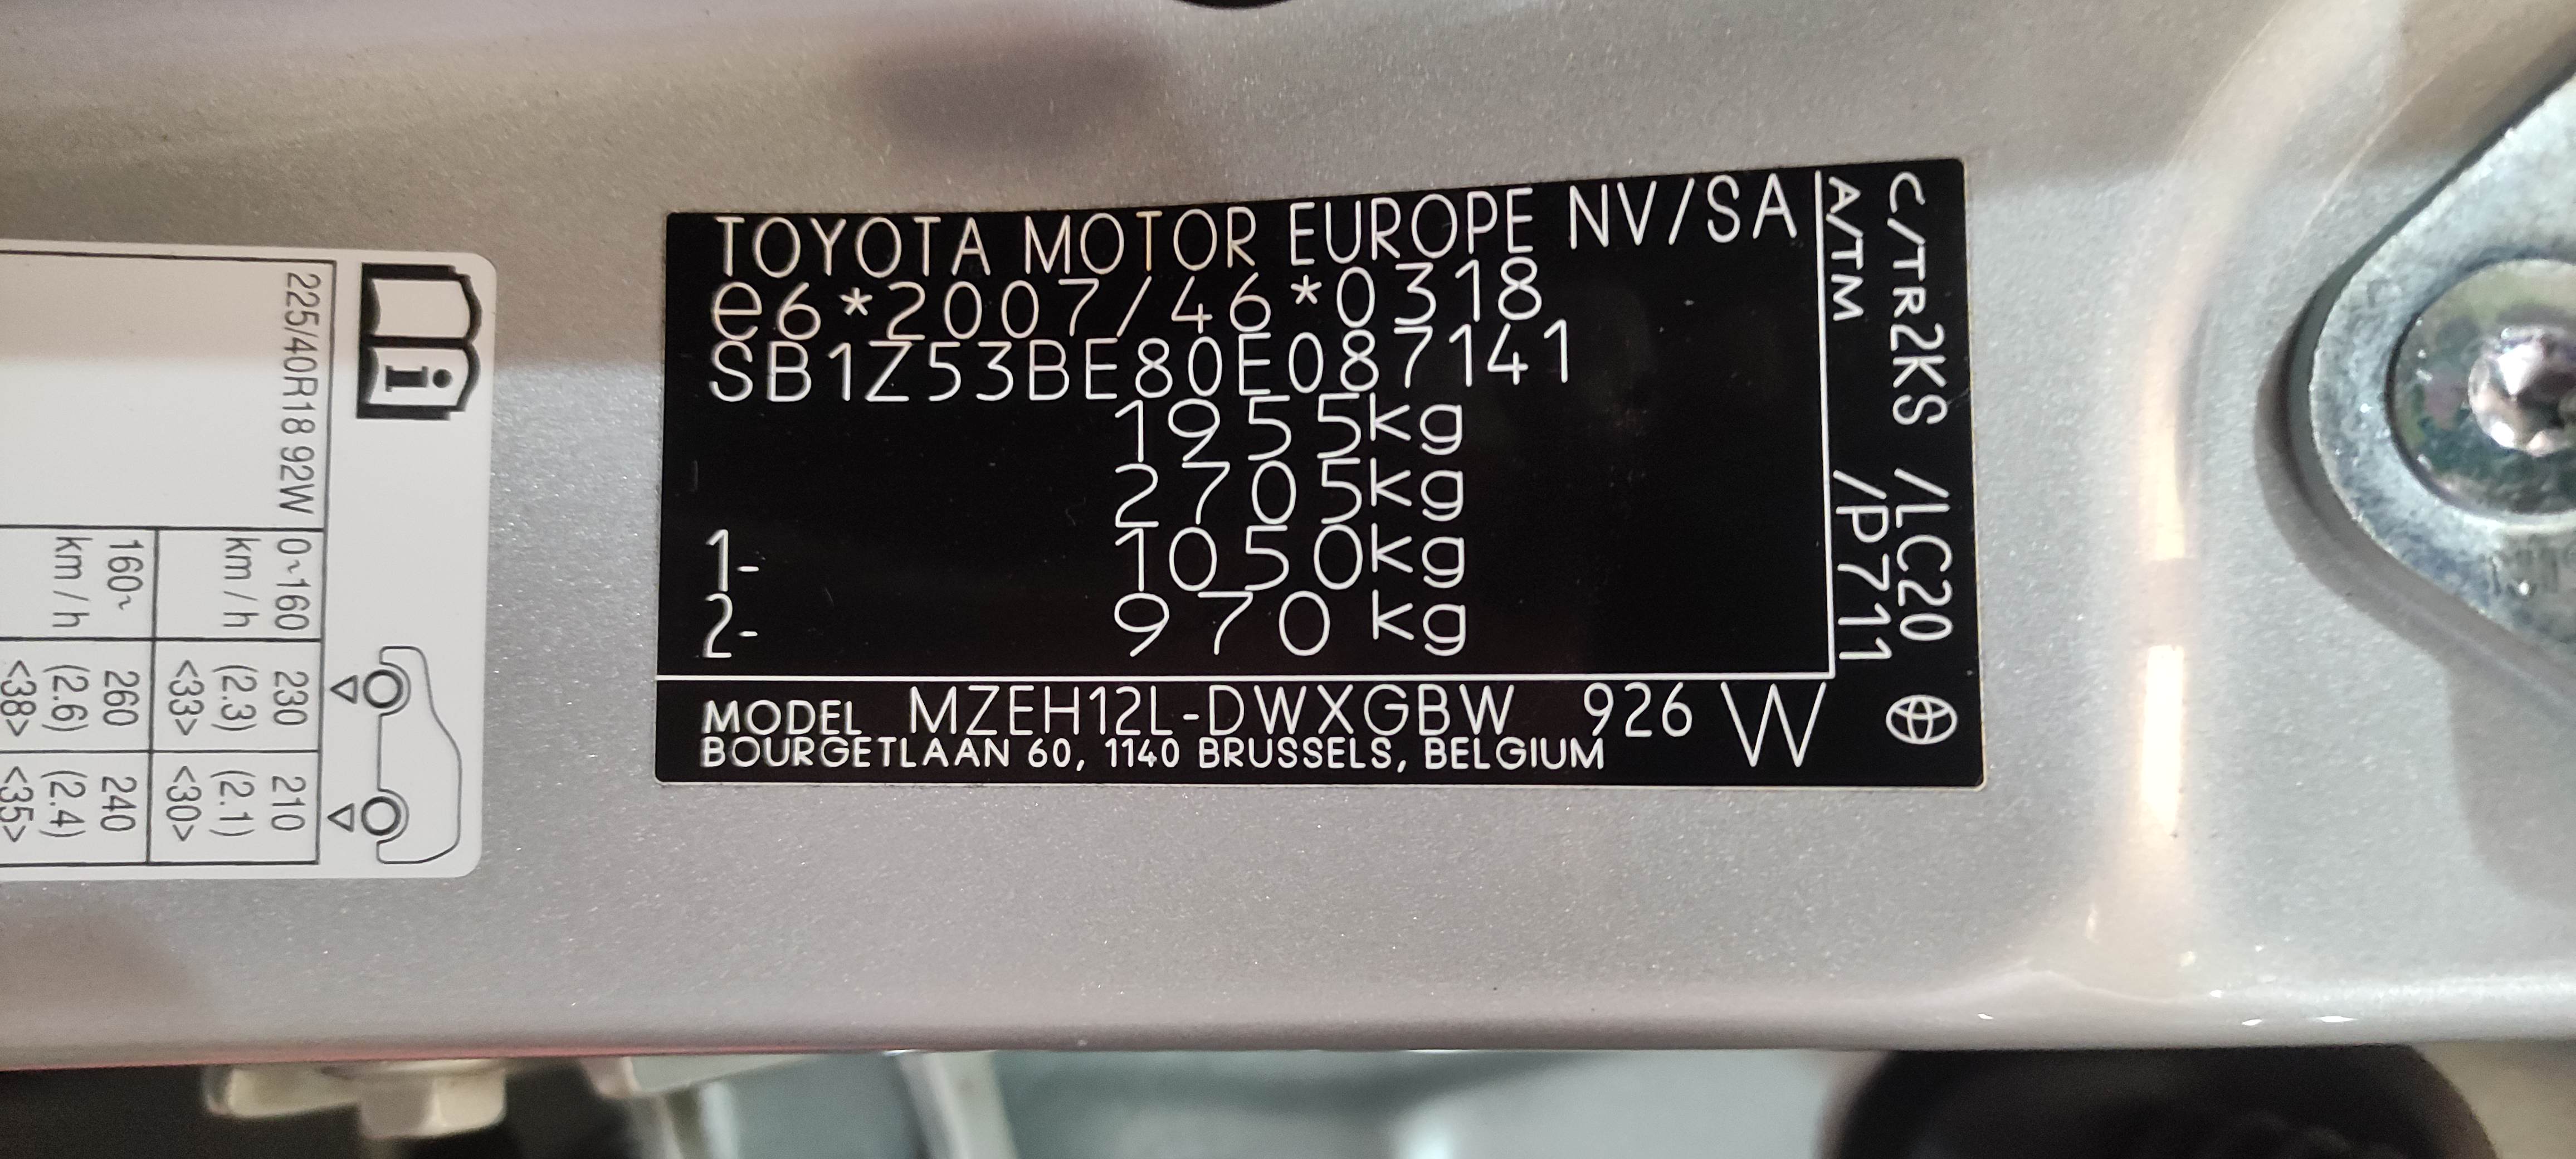 TOYOTA MOTOR EUROPE NV/SA
e6*2007/46*0318
SB1Z53BE80E087141
1955kg
2705kg
1- 1050kg
2- 970 kg
MODEL MZEH12L-DWXGBW 926 W
BOURGETLAAN 60, 1140 BRUSSELS, BELGIUM
C/TR2KS /LC20
A/TM /P711
i
225/40R18 92W
0~160 km/h
230 (2.3) <33>
210 (2.1) <30>
160~ km/h
260 (2.6) <38>
240 (2.4) <35>